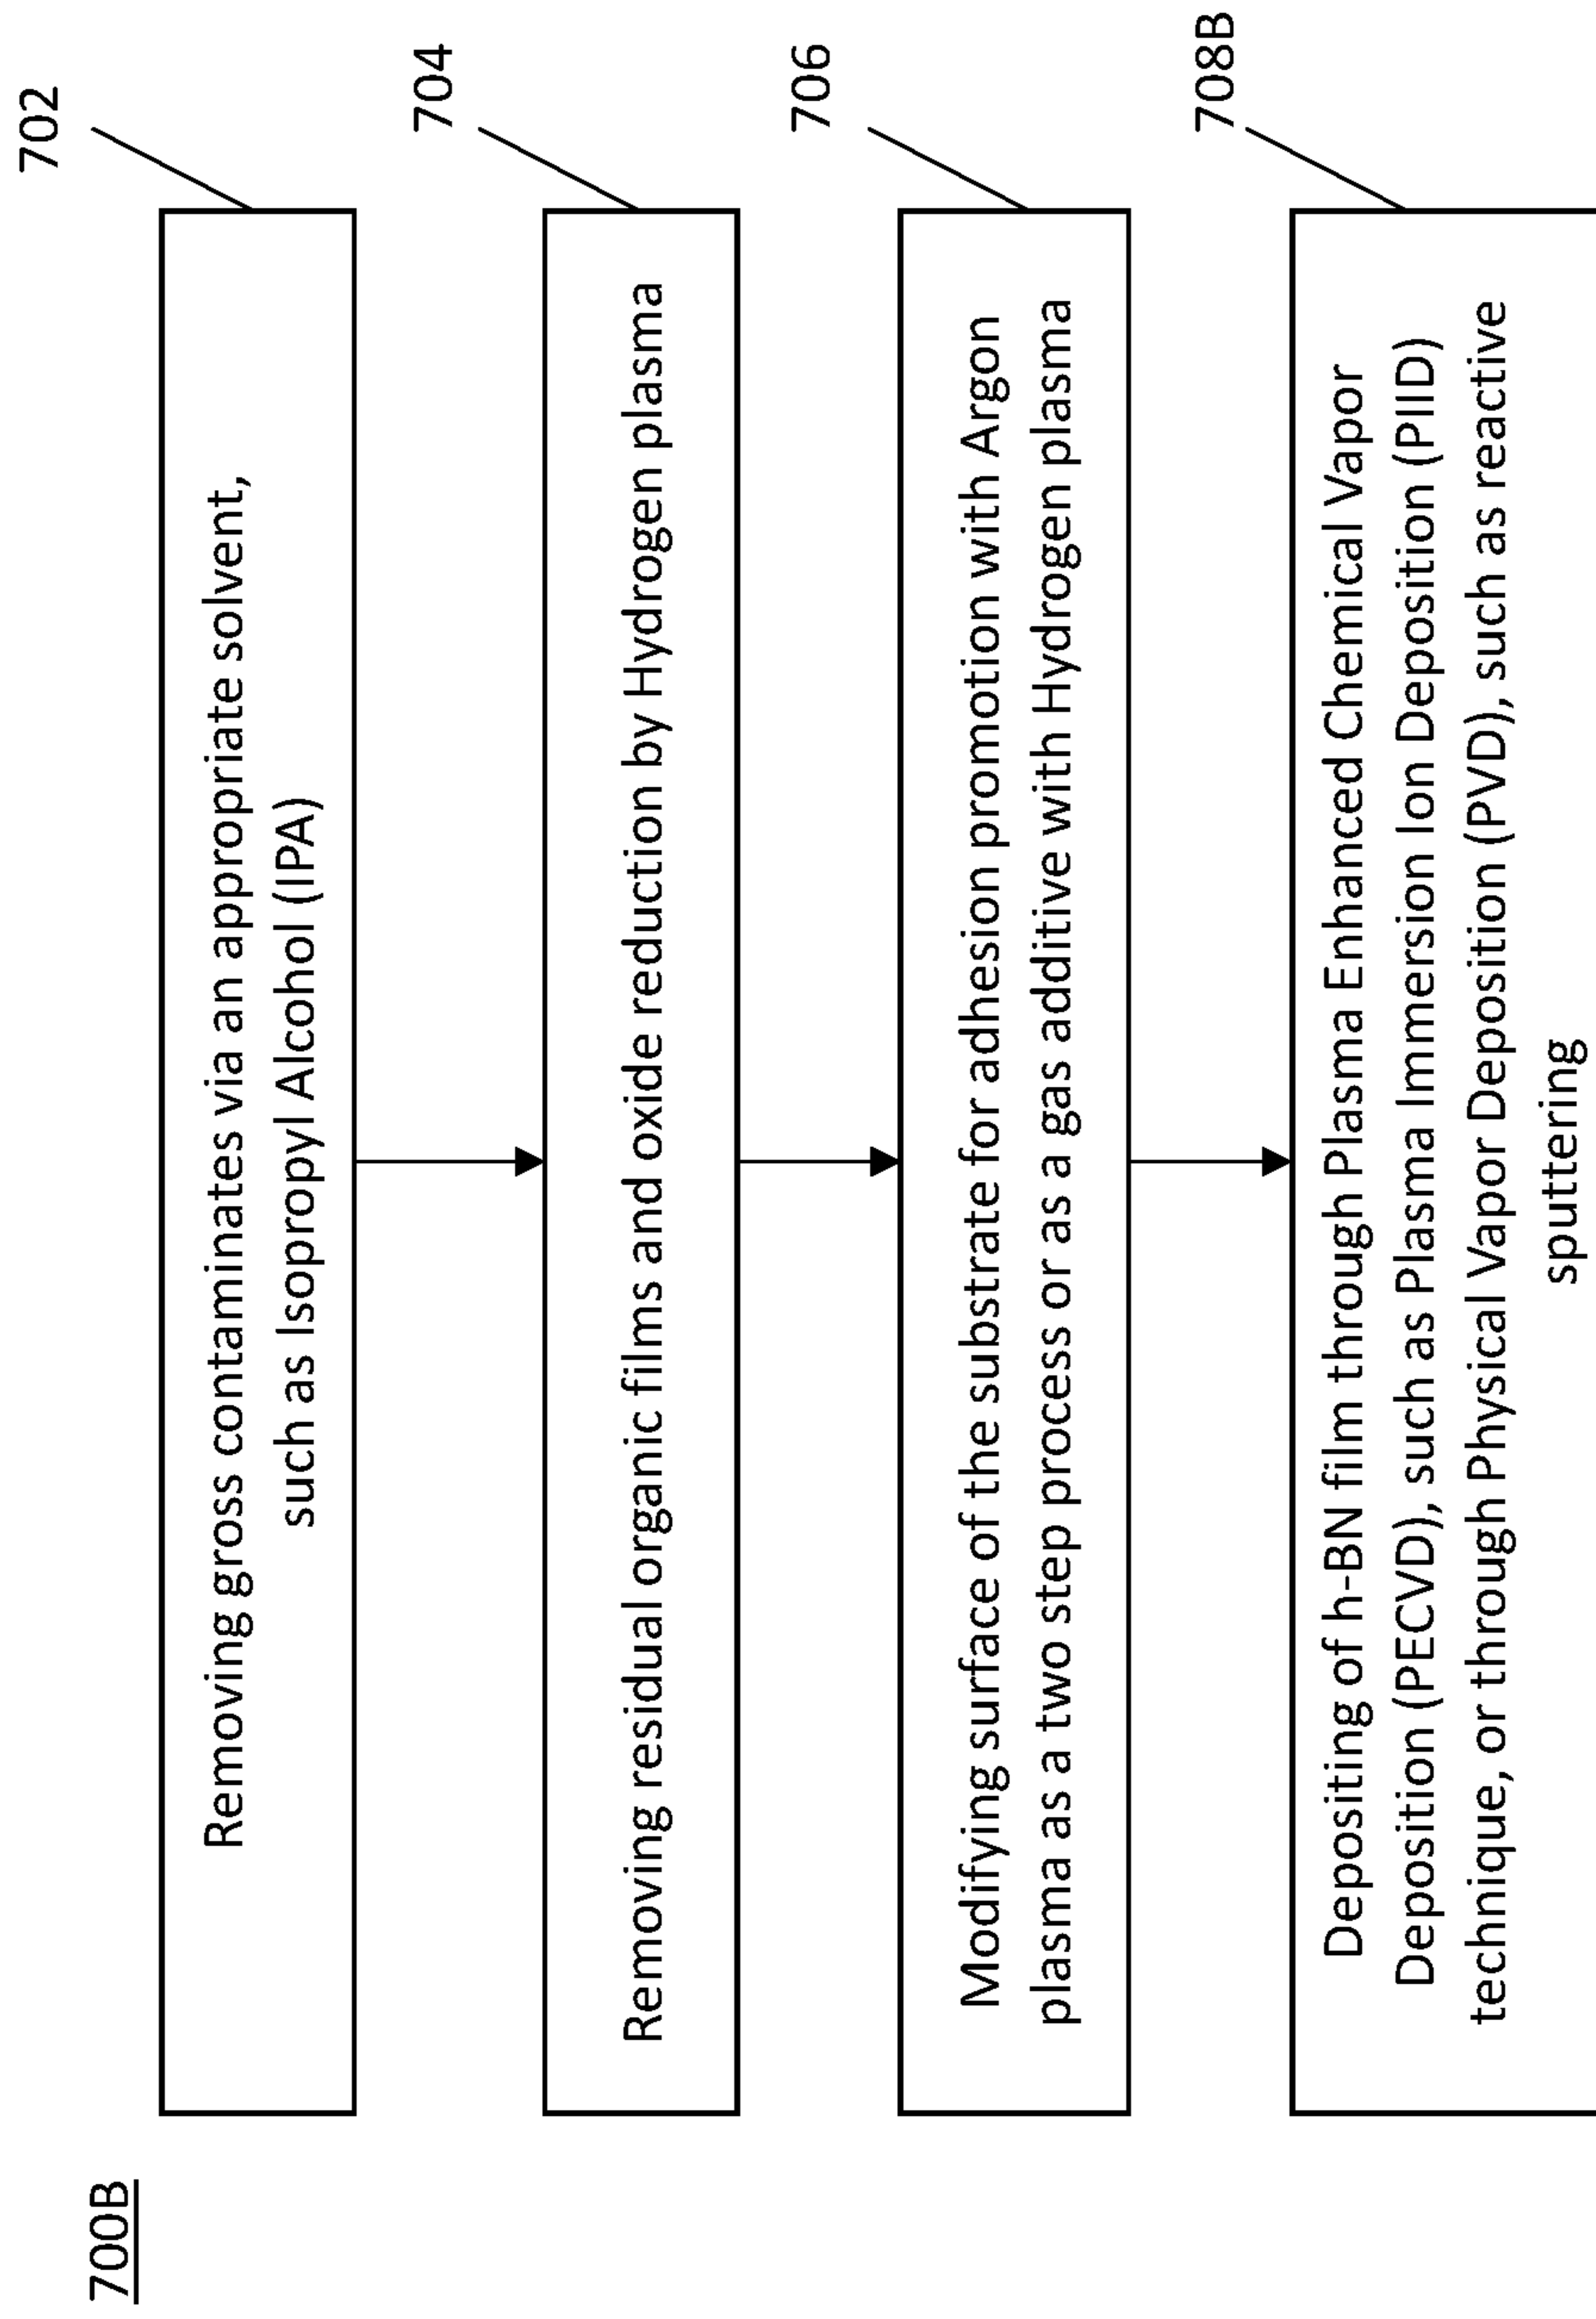 700B
702
Removing gross contaminates via an appropriate solvent,
such as Isopropyl Alcohol (IPA)
704
Removing residual organic films and oxide reduction by Hydrogen plasma
706
Modifying surface of the substrate for adhesion promotion with Argon
plasma as a two step process or as a gas additive with Hydrogen plasma
708B
Depositing of h-BN film through Plasma Enhanced Chemical Vapor
Deposition (PECVD), such as Plasma Immersion Ion Deposition (PIID)
technique, or through Physical Vapor Deposition (PVD), such as reactive
sputtering